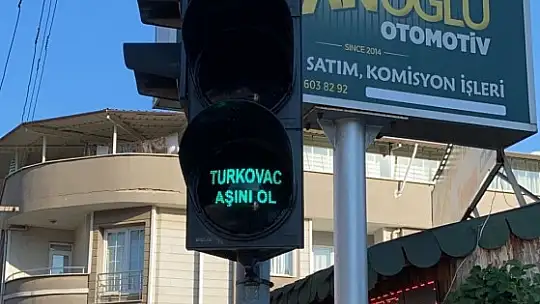 OTOMOTİV
SINCE 2014
SATIM, KOMİSYON İŞLERİ
603 82 92
TURKOVAC
AŞINI OL